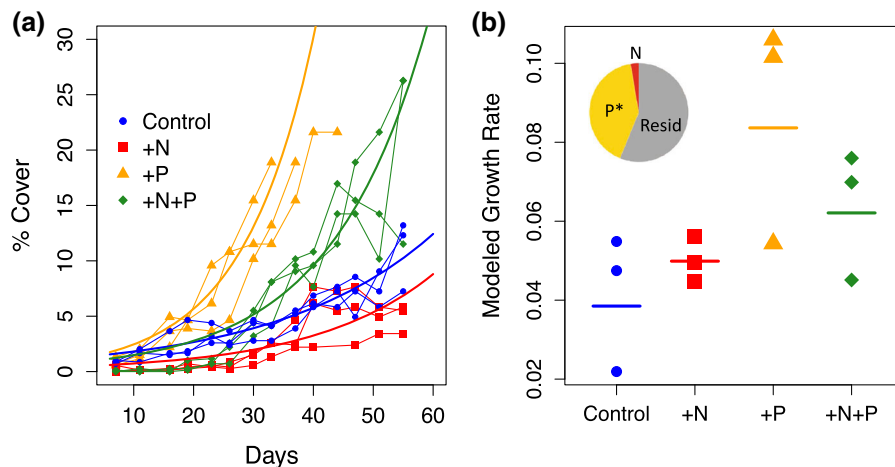 (a)
% Cover
30
25
20
15
10
5
0
Control
+N
+P
+N+P
10 20 30 40 50 60
Days
(b)
Modeled Growth Rate
0.10
0.08
0.06
0.04
0.02
N
P*
Resid
Control +N +P +N+P